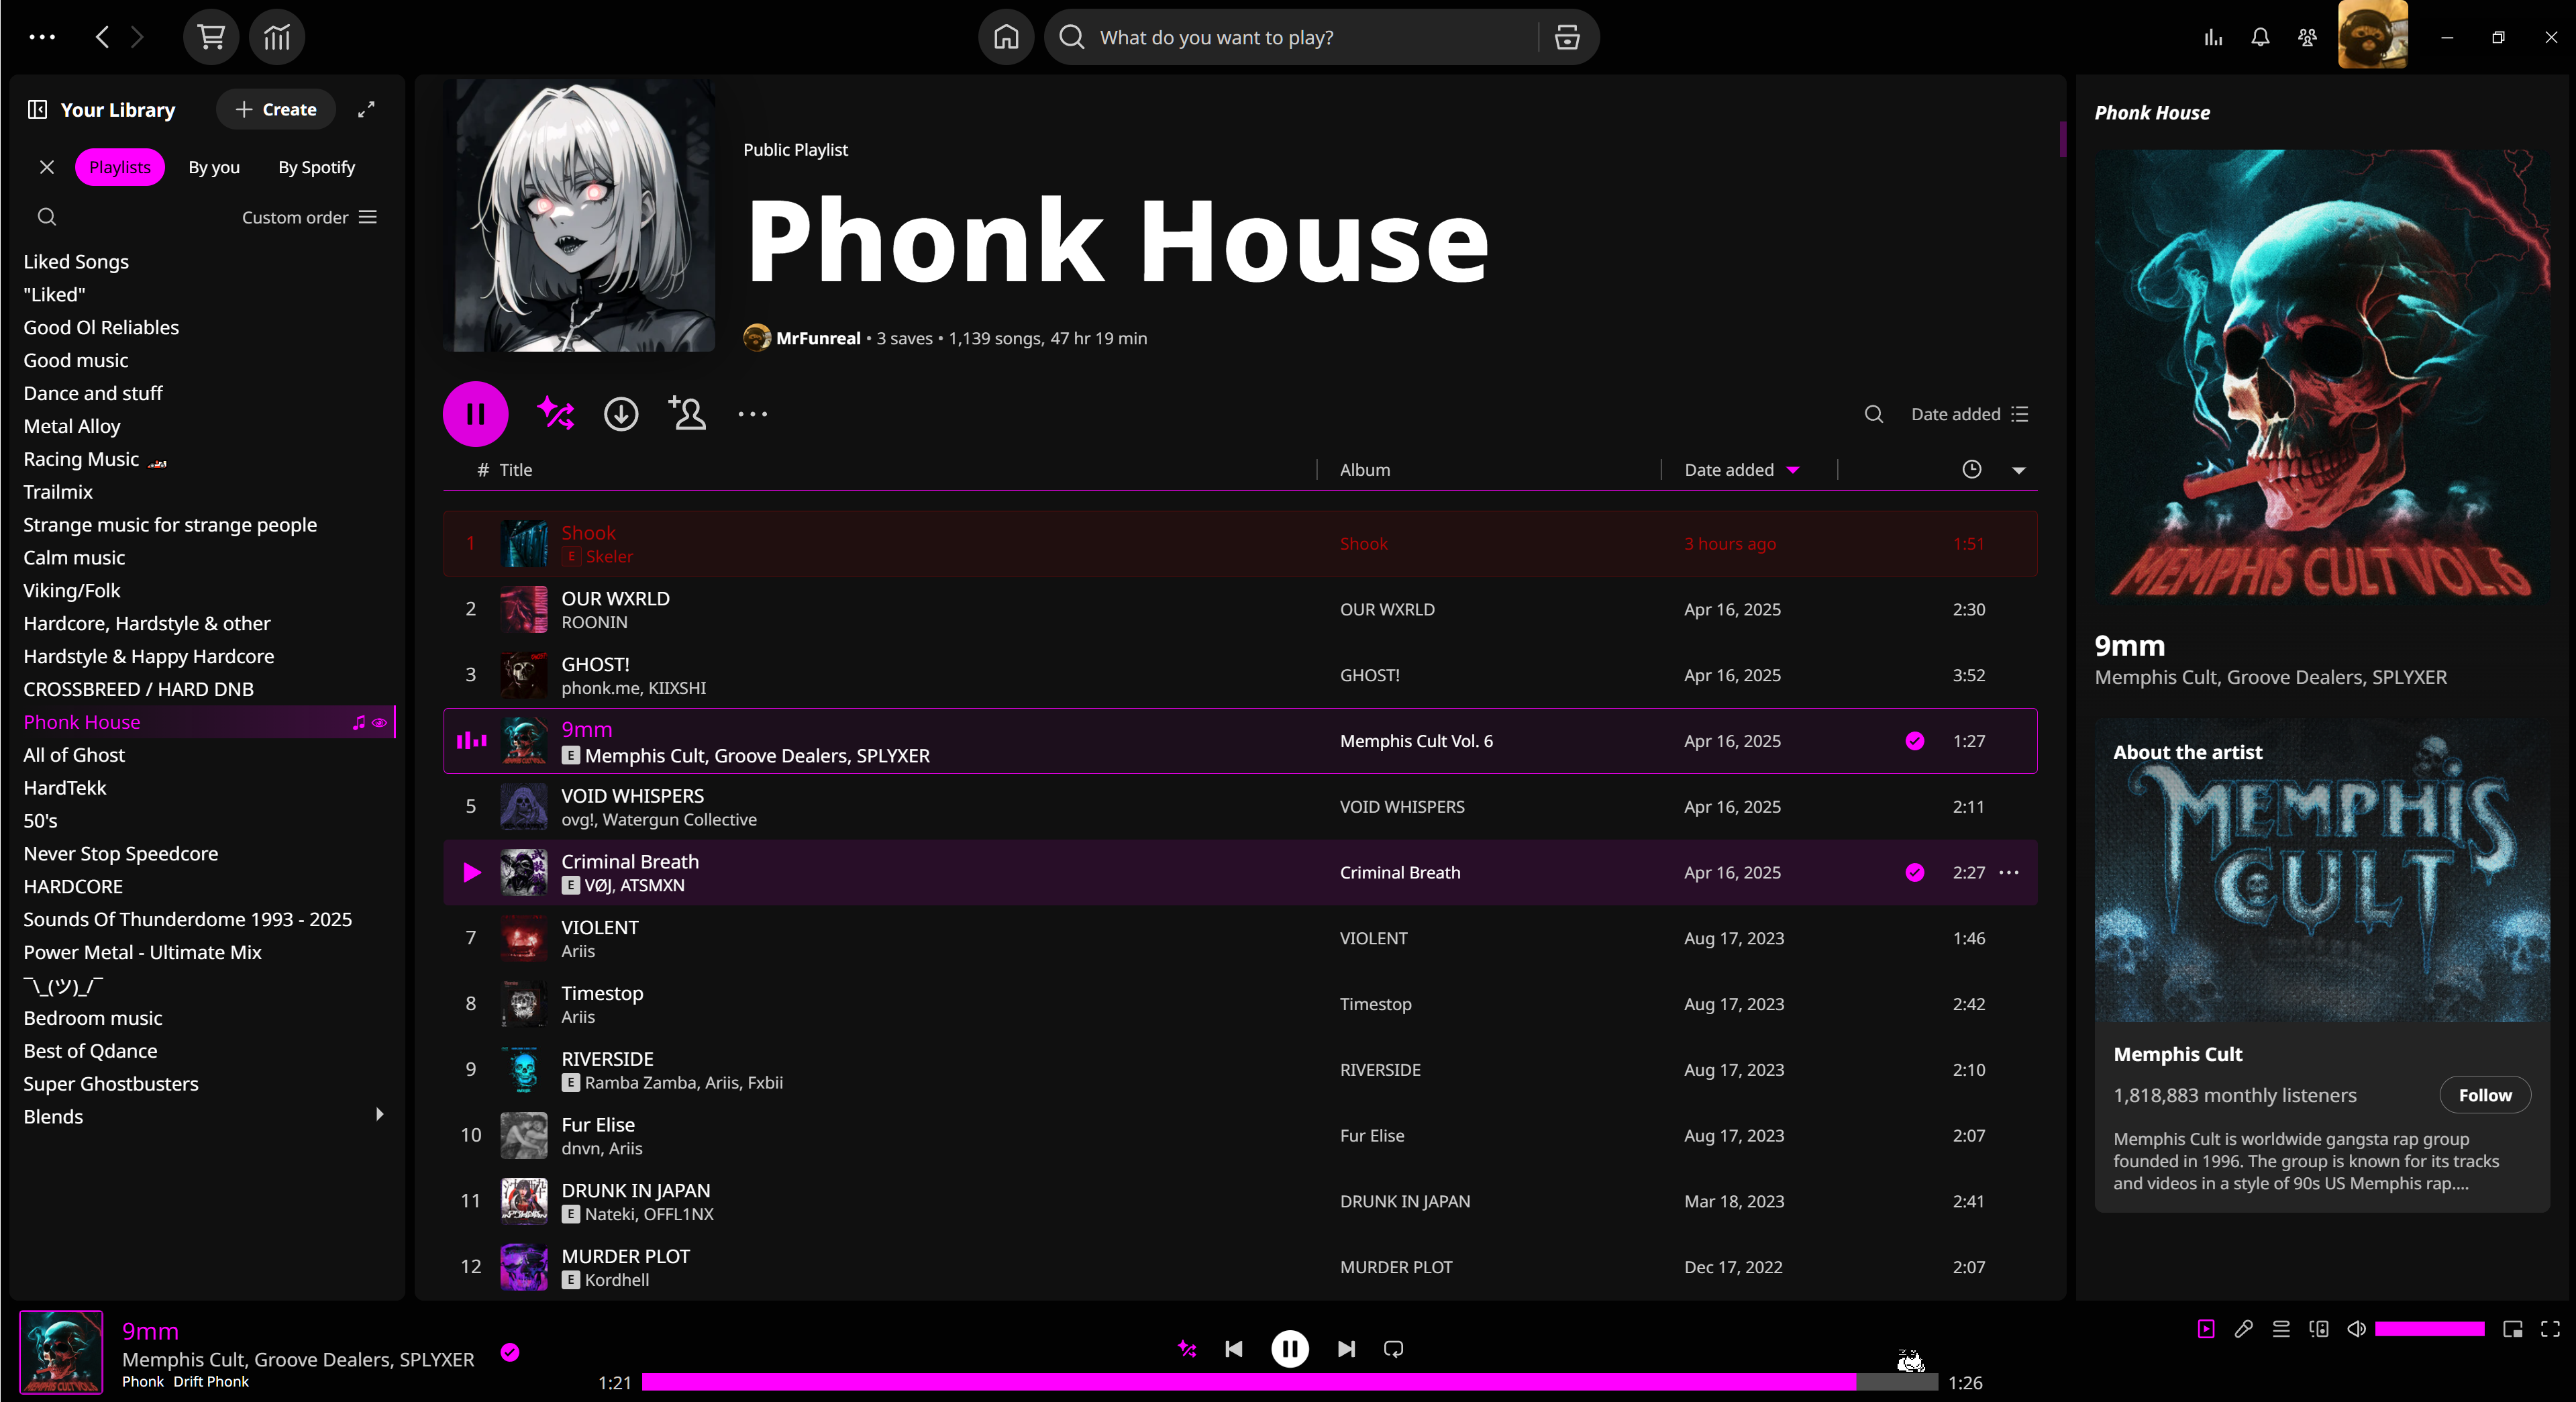 What do you want to play?
Your Library
Create
Playlists
By you
By Spotify
Custom order
Liked Songs
"Liked"
Good Ol Reliables
Good music
Dance and stuff
Metal Alloy
Racing Music 🏎️
Trailmix
Strange music for strange people
Calm music
Viking/Folk
Hardcore, Hardstyle & other
Hardstyle & Happy Hardcore
CROSSBREED / HARD DNB
Phonk House
All of Ghost
HardTekk
50's
Never Stop Speedcore
HARDCORE
Sounds Of Thunderdome 1993 - 2025
Power Metal - Ultimate Mix
¯\_(ツ)_/¯
Bedroom music
Best of Qdance
Super Ghostbusters
Blends
Public Playlist
Phonk House
MrFunreal • 3 saves • 1,139 songs, 47 hr 19 min
Date added
# Title Album Date added
1 Shook Shook 3 hours ago 1:51
E Skeler
2 OUR WXRLD OUR WXRLD Apr 16, 2025 2:30
ROONIN
3 GHOST! GHOST! Apr 16, 2025 3:52
phonk.me, KIIXSHI
9mm Memphis Cult Vol. 6 Apr 16, 2025 1:27
E Memphis Cult, Groove Dealers, SPLYXER
5 VOID WHISPERS VOID WHISPERS Apr 16, 2025 2:11
ovg!, Watergun Collective
Criminal Breath Criminal Breath Apr 16, 2025 2:27
E VØJ, ATSMXN
7 VIOLENT VIOLENT Aug 17, 2023 1:46
Ariis
8 Timestop Timestop Aug 17, 2023 2:42
Ariis
9 RIVERSIDE RIVERSIDE Aug 17, 2023 2:10
E Ramba Zamba, Ariis, Fxbii
10 Fur Elise Fur Elise Aug 17, 2023 2:07
dnvn, Ariis
11 DRUNK IN JAPAN DRUNK IN JAPAN Mar 18, 2023 2:41
E Nateki, OFFL1NX
12 MURDER PLOT MURDER PLOT Dec 17, 2022 2:07
E Kordhell
Phonk House
MEMPHIS CULT VOL.6
9mm
Memphis Cult, Groove Dealers, SPLYXER
About the artist
MEMPHIS
CULT
Memphis Cult
1,818,883 monthly listeners
Follow
Memphis Cult is worldwide gangsta rap group
founded in 1996. The group is known for its tracks
and videos in a style of 90s US Memphis rap....
9mm
Memphis Cult, Groove Dealers, SPLYXER
Phonk Drift Phonk
1:21
1:26